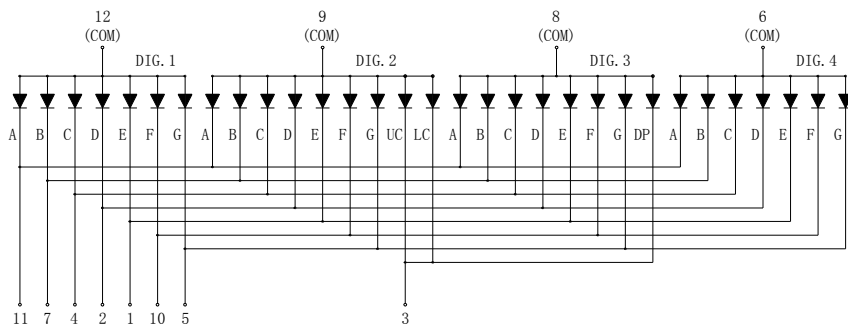 12 9 8 6
(COM) (COM) (COM) (COM)
DIG.1 DIG.2 DIG.3 DIG.4
A B C D E F G A B C D E F G UC LC A B C D E F G DP A B C D E F G
11 7 4 2 1 10 5 3